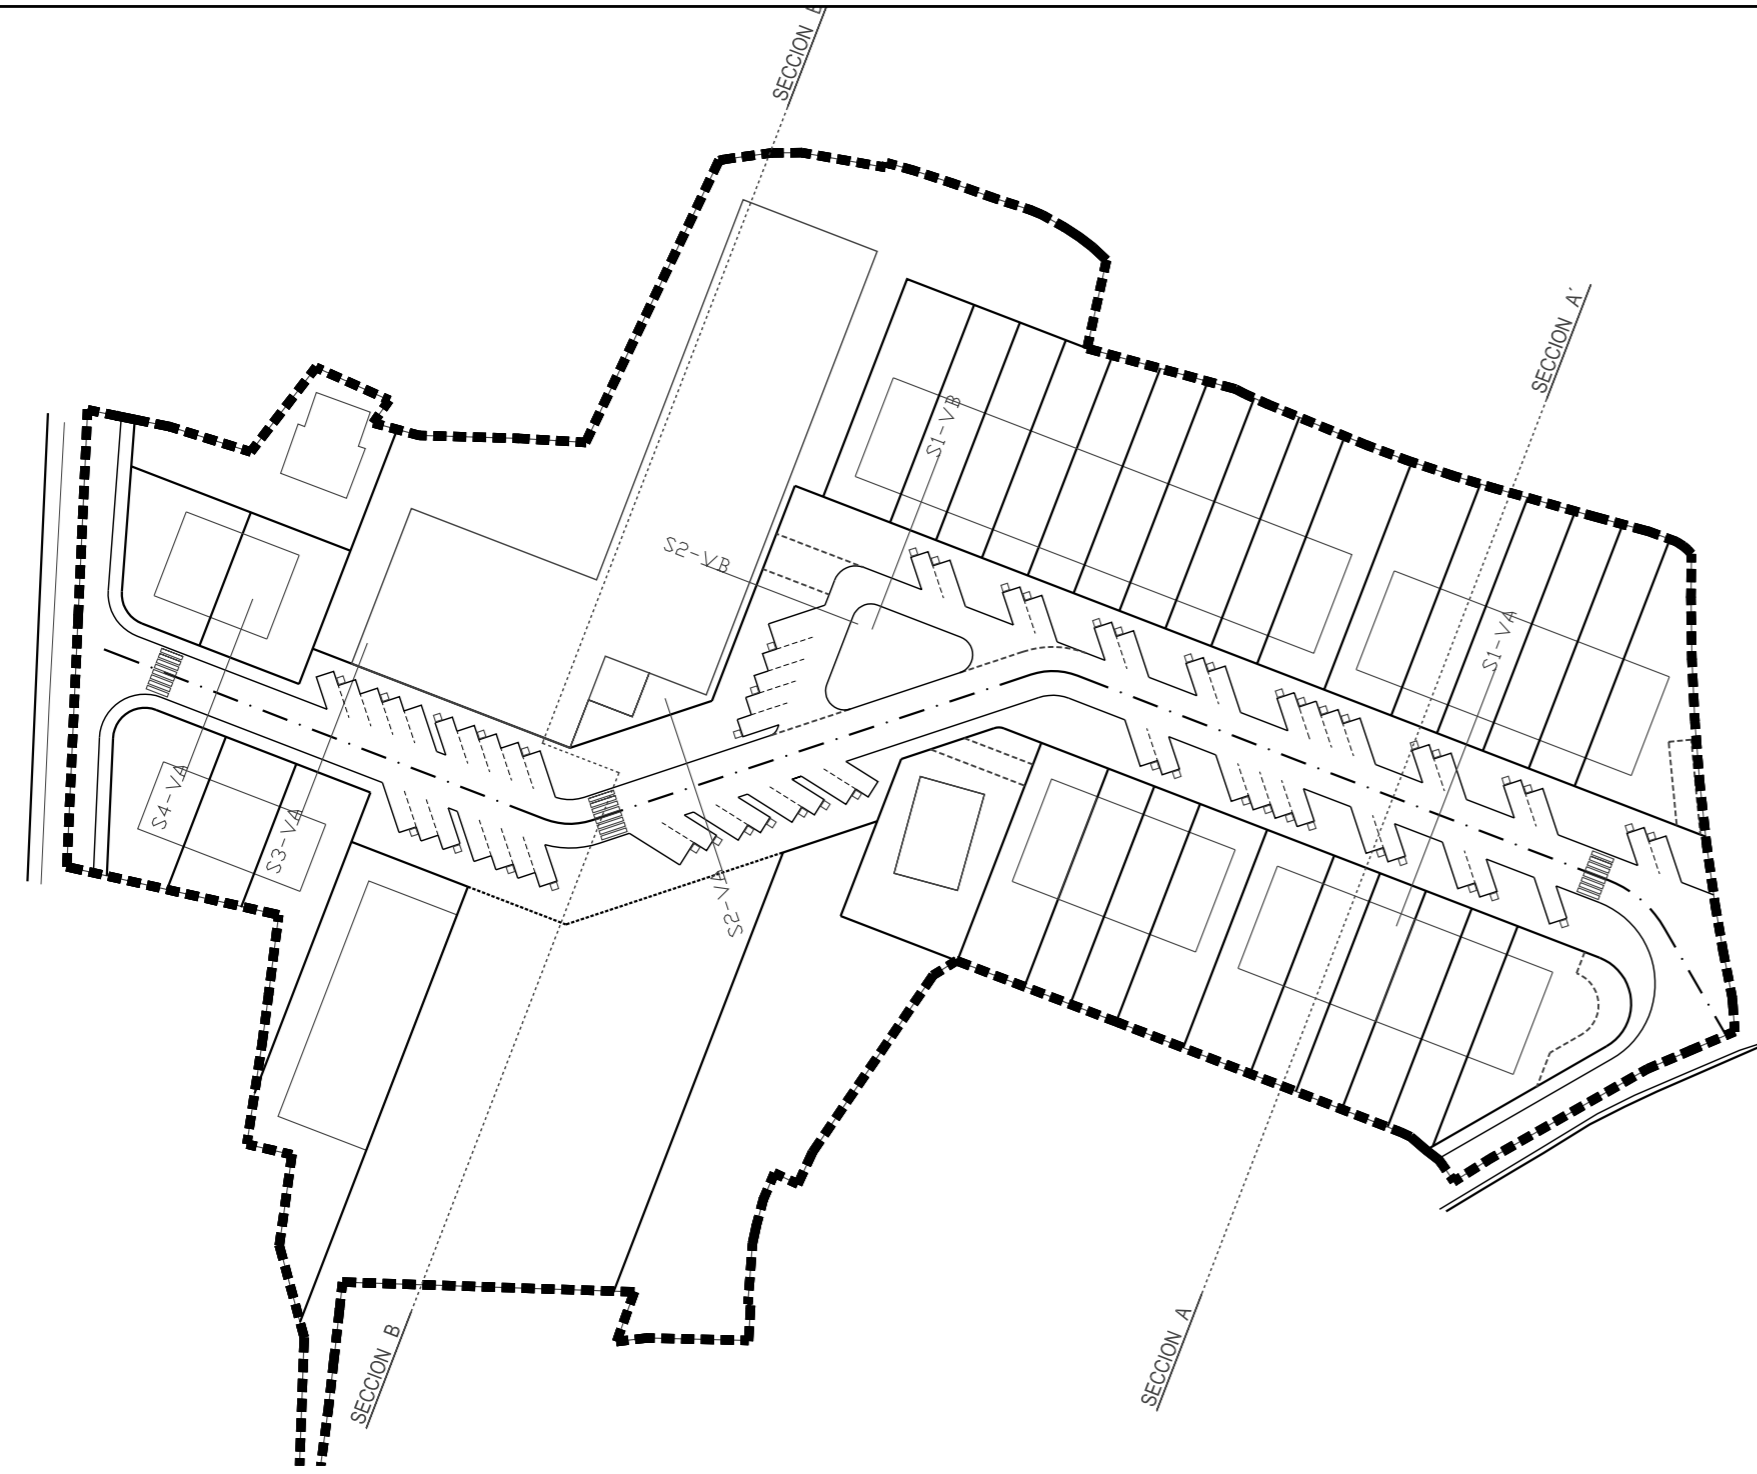 SECCION B
SECCION A´
S1-VB
S2-VB
S1-VA
S4-VA
S3-VA
S2-VA
SECCION A
SECCION B